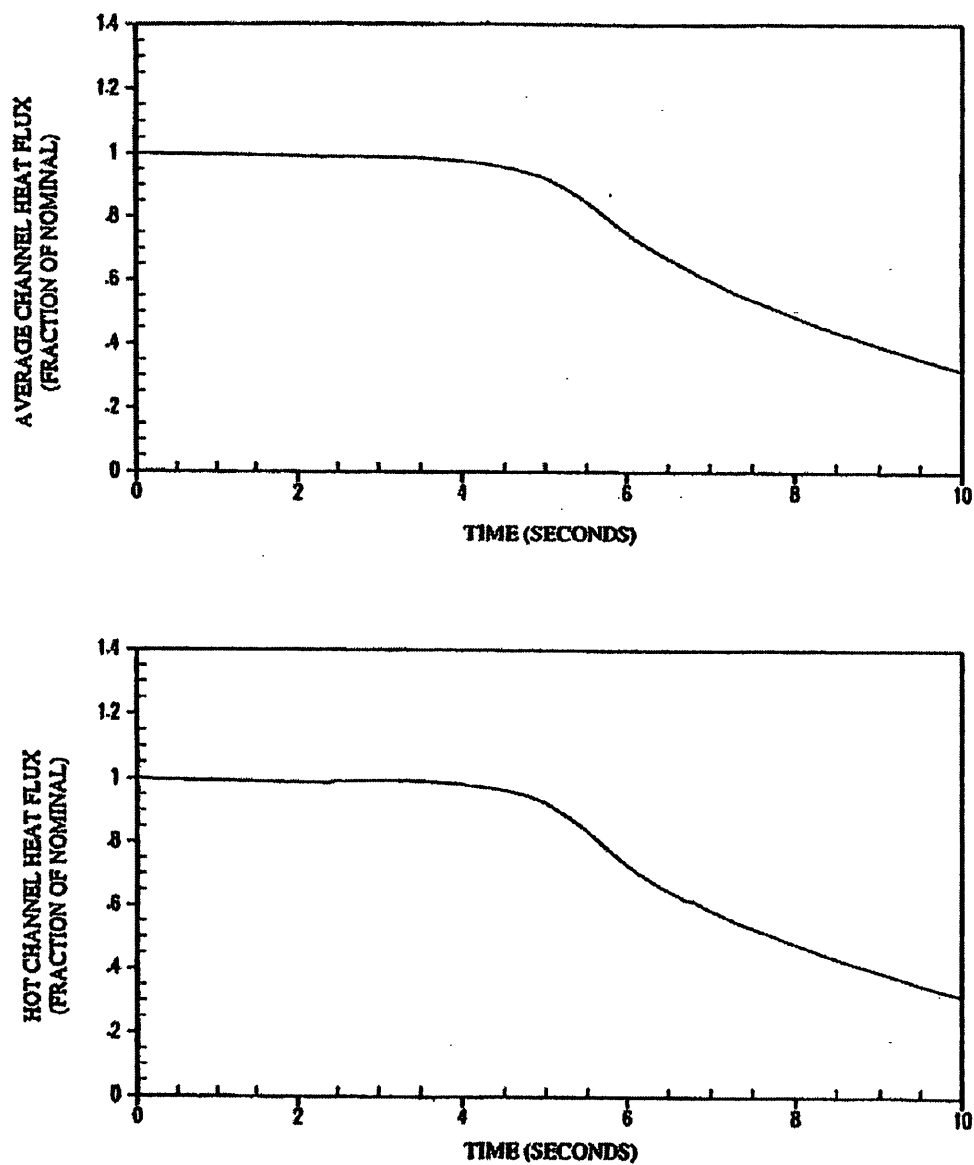 AVERAGE CHANNEL HEAT FLUX
(FRACTION OF NOMINAL)
1.4
1.2
1
.8
.6
.4
.2
0
0 2 4 6 8 10
TIME (SECONDS)
HOT CHANNEL HEAT FLUX
(FRACTION OF NOMINAL)
1.4
1.2
1
.8
.6
.4
.2
0
0 2 4 6 8 10
TIME (SECONDS)